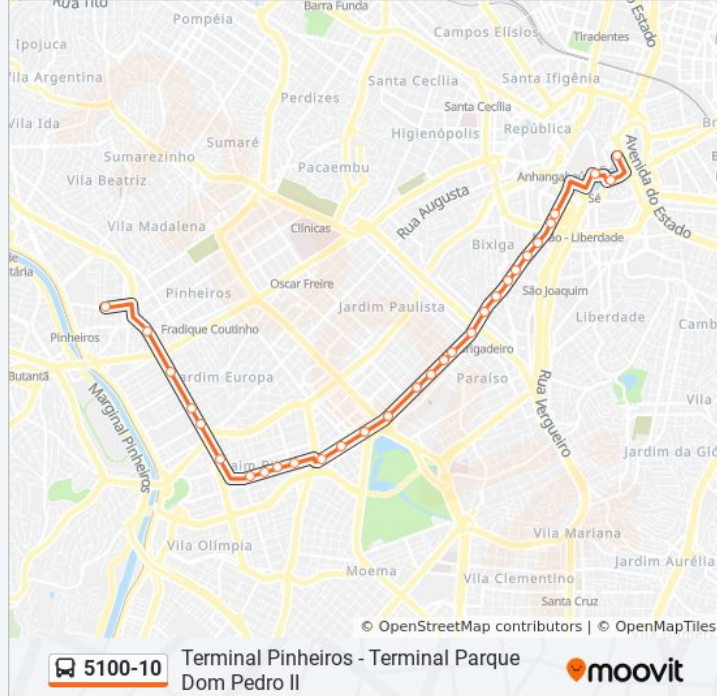 Rua Tito
Pompéia
Barra Funda
Ipojuca
Campos Elísios
Tiradentes
Vila Argentina
Santa Cecília
Santa Ifigênia
Perdizes
Santa Cecília
Vila Ida
Higienópolis
República
Sumaré
Sumarezinho
Pacaembu
Avenida do Estado
Vila Beatriz
Anhangabaú
Sé
Rua Augusta
Vila Madalena
Clínicas
Bixiga
- Liberdade
Oscar Freire
Pinheiros
São Joaquim
Jardim Paulista
Liberdade
Fradique Coutinho
Pinheiros
Butantã
Jardim Europa
Paraíso
Rua Vergueiro
Marginal Pinheiros
Jardim da Gló
Vila Olímpia
Vila Mariana
Moema
Jardim Aurélia
Vila Clementino
Santa Cruz
© OpenStreetMap contributors | © OpenMapTiles
5100-10
Terminal Pinheiros - Terminal Parque
Dom Pedro II
moovit